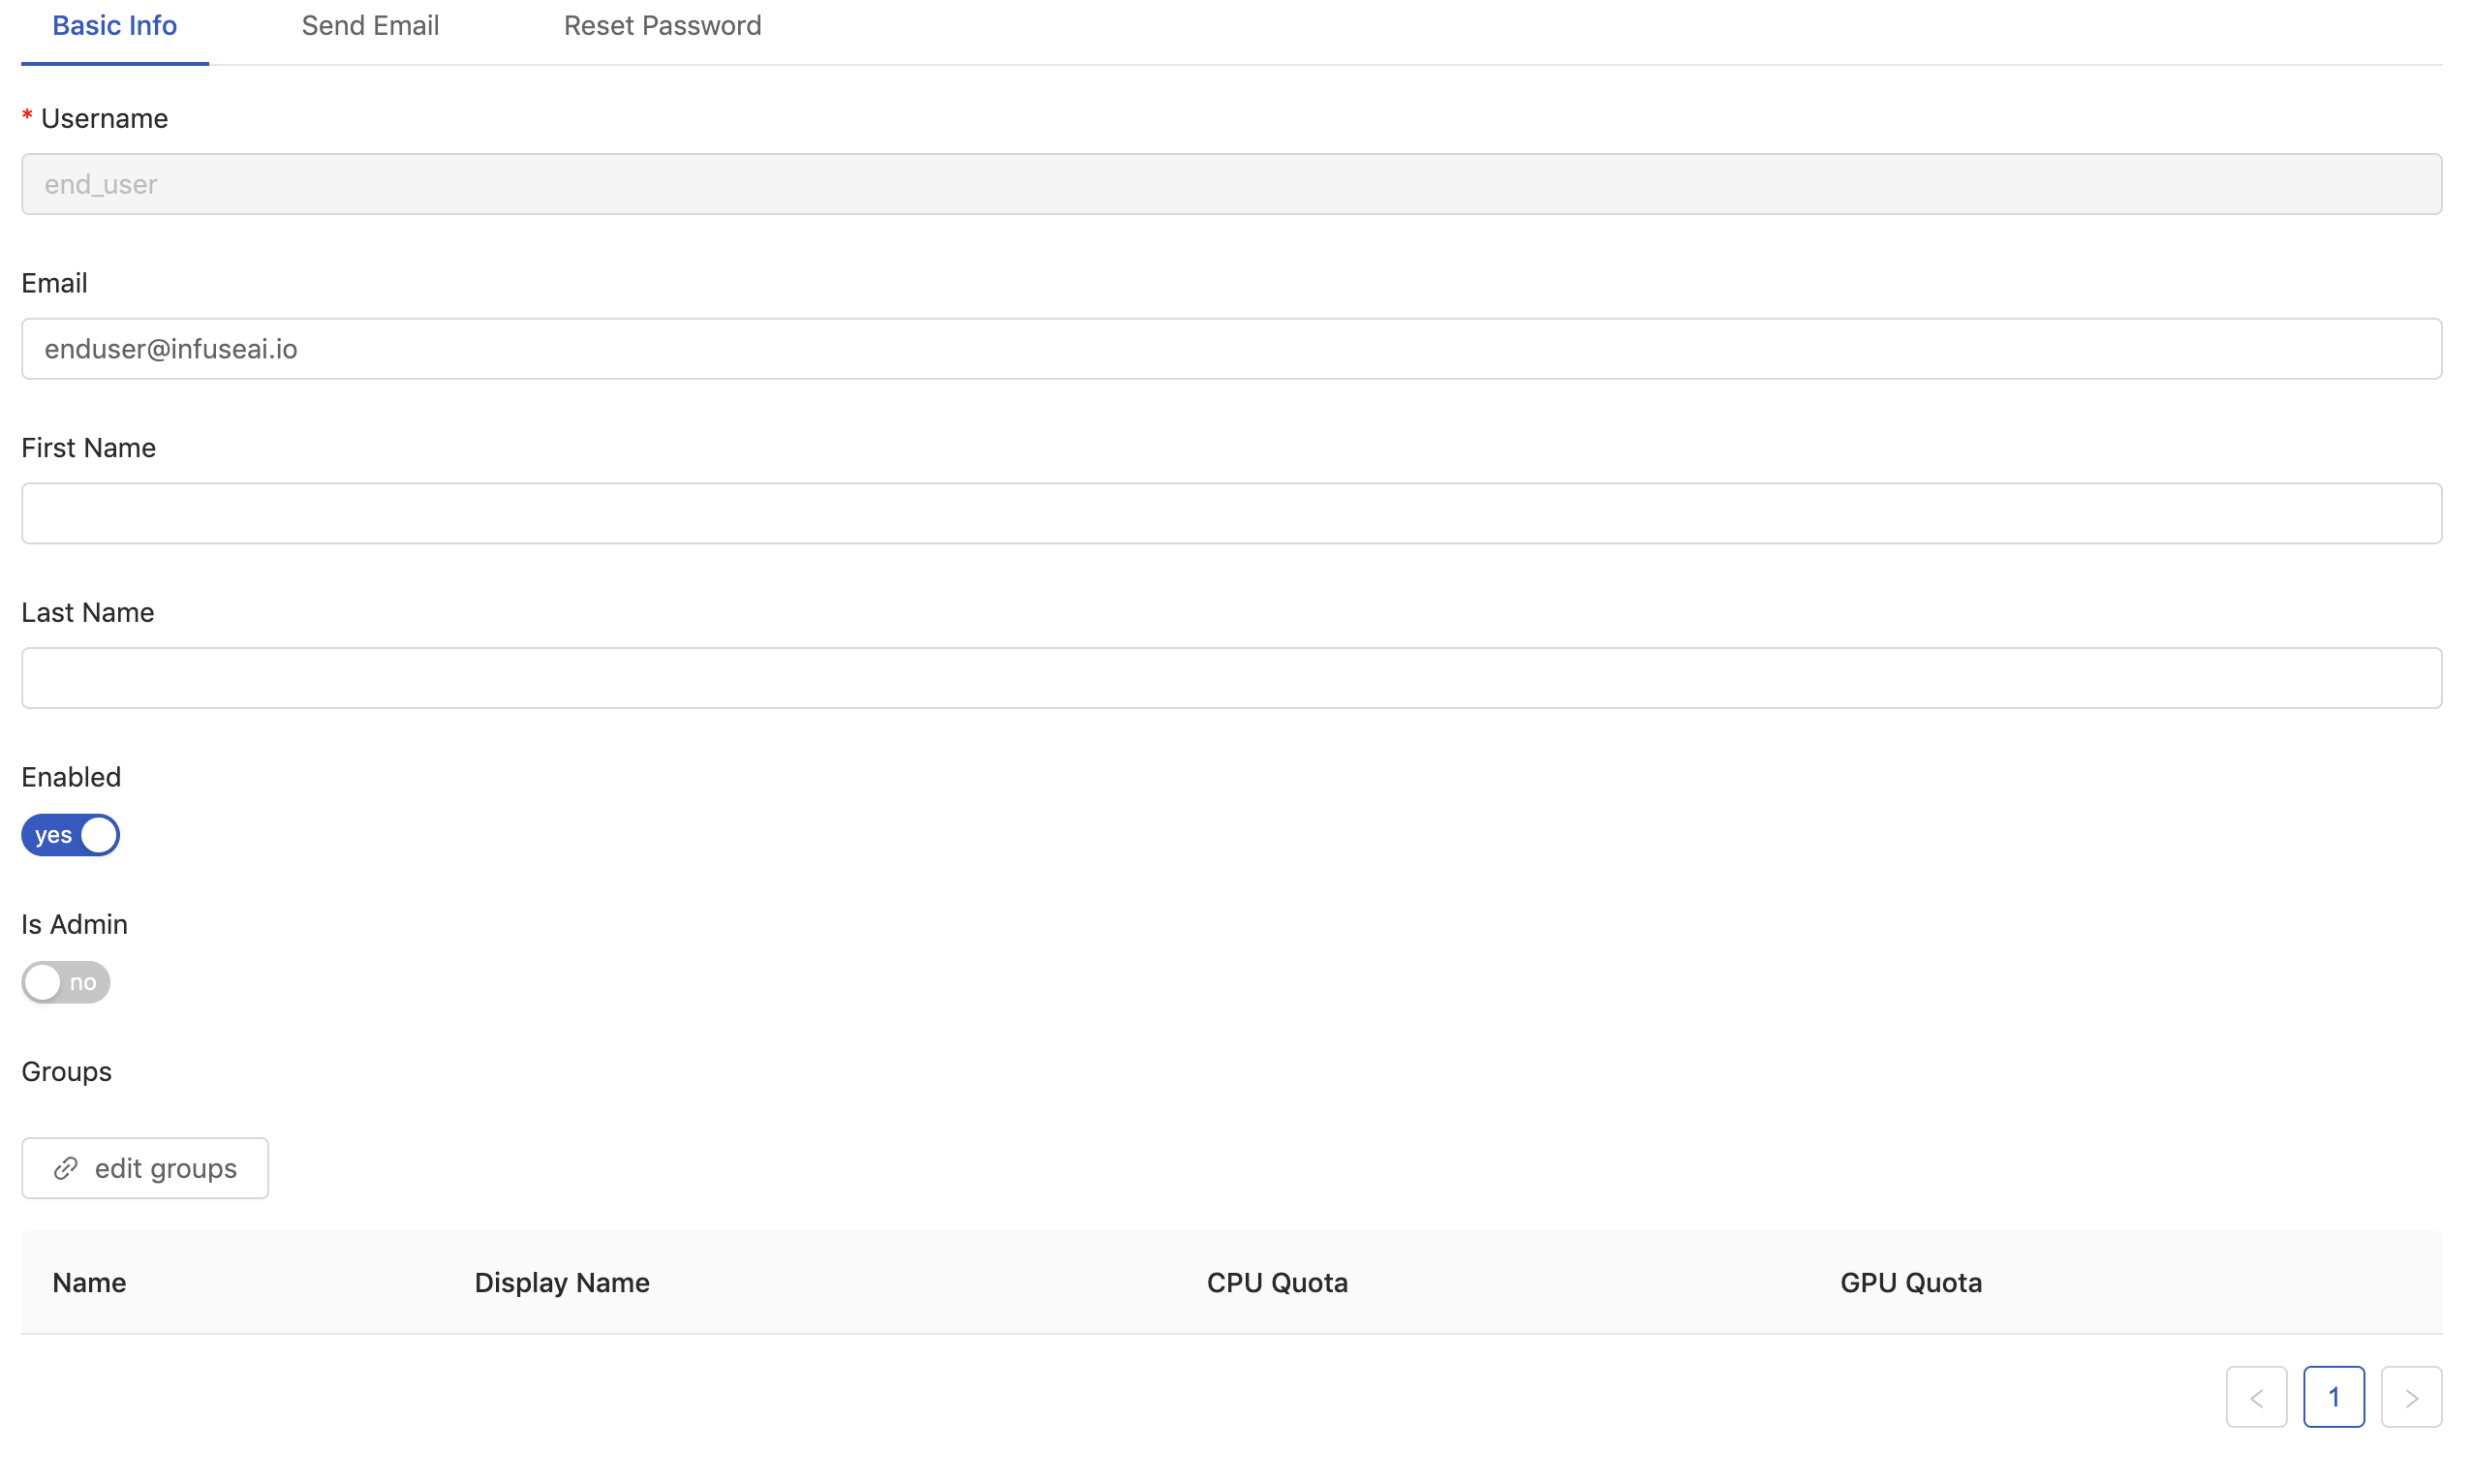 Basic Info Send Email Reset Password
* Username
end_user
Email
enduser@infuseai.io
First Name
Last Name
Enabled
yes
Is Admin
no
Groups
edit groups
Name Display Name CPU Quota GPU Quota
< 1 >